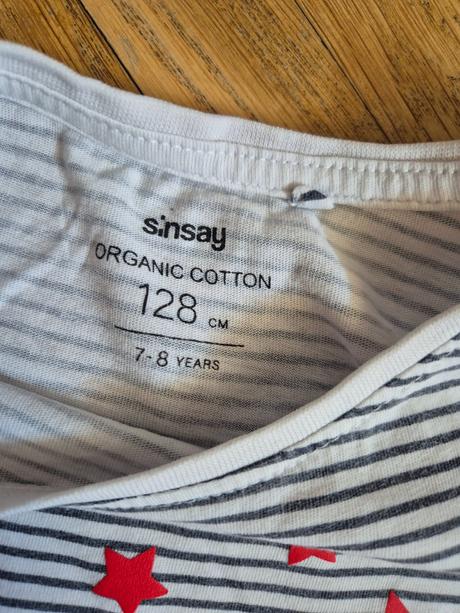 sinsay
ORGANIC COTTON
128 CM
7-8 YEARS